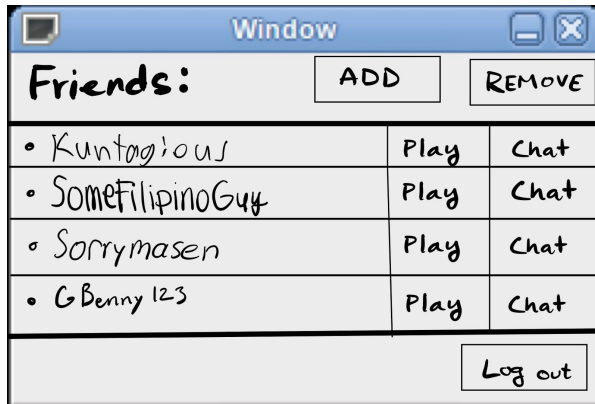 Window
Friends: ADD REMOVE
• Kuntagious Play Chat
• SomeFilipinoGuy Play Chat
• Sorrymasen Play Chat
• GBenny123 Play Chat
Log out